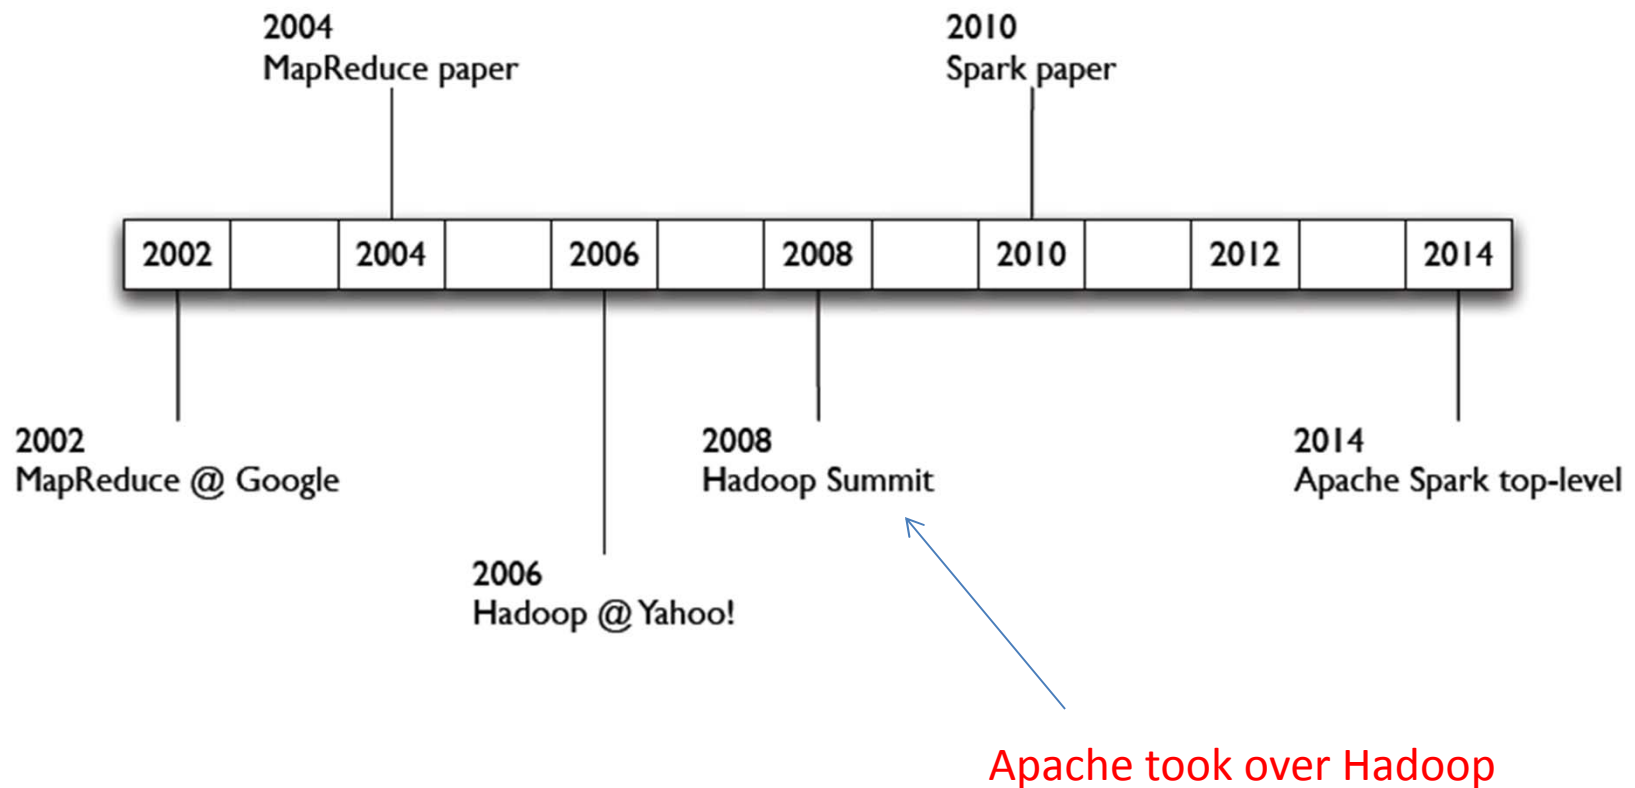 2004
MapReduce paper
2010
Spark paper
2002 2004 2006 2008 2010 2012 2014
2002
MapReduce @ Google
2008
Hadoop Summit
2014
Apache Spark top-level
2006
Hadoop @ Yahoo!
Apache took over Hadoop